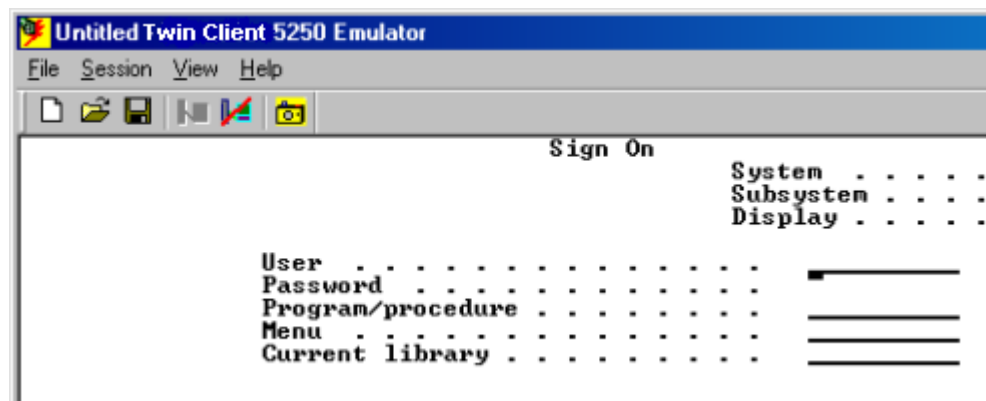 Untitled Twin Client 5250 Emulator
File Session View Help
Sign On
System . . . . .
Subsystem . . . .
Display . . . . .
User . . . . . . . . . . . . . .
Password . . . . . . . . . . . .
Program/procedure . . . . . . . .
Menu . . . . . . . . . . . . . .
Current library . . . . . . . . .